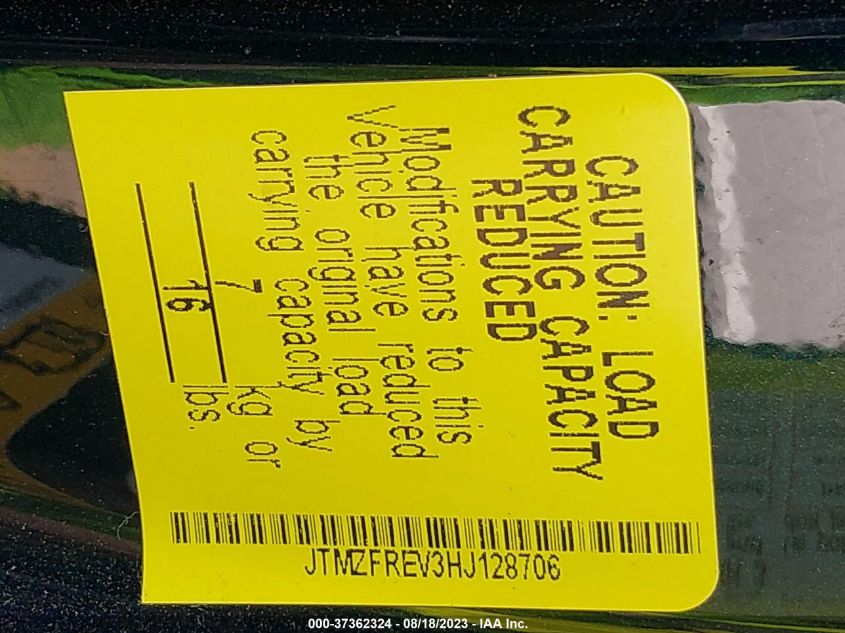 CAUTION: LOAD
CARRYING CAPACITY
REDUCED
Modifications to this
vehicle have reduced
the original load
carrying capacity by
7 kg or
16 lbs.
JTMZFREV3HJ128706
000-37362324 - 08/18/2023 - IAA Inc.